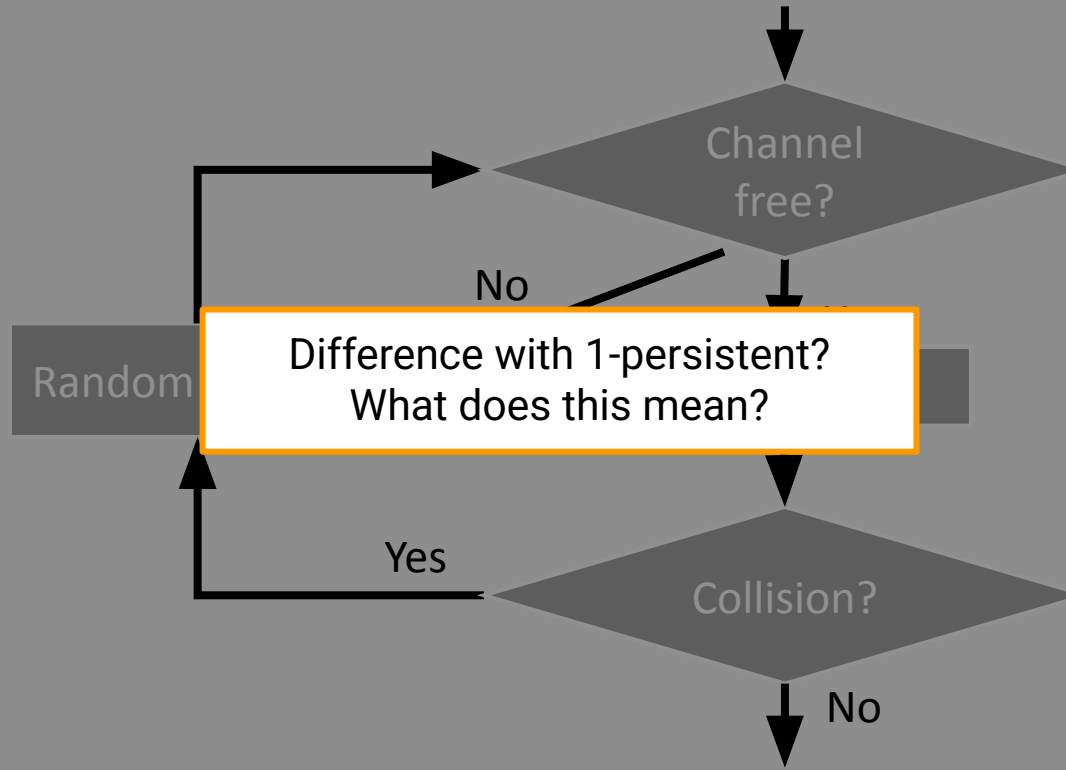 Channel
free?
No
Random
Difference with 1-persistent?
What does this mean?
Yes
Collision?
No